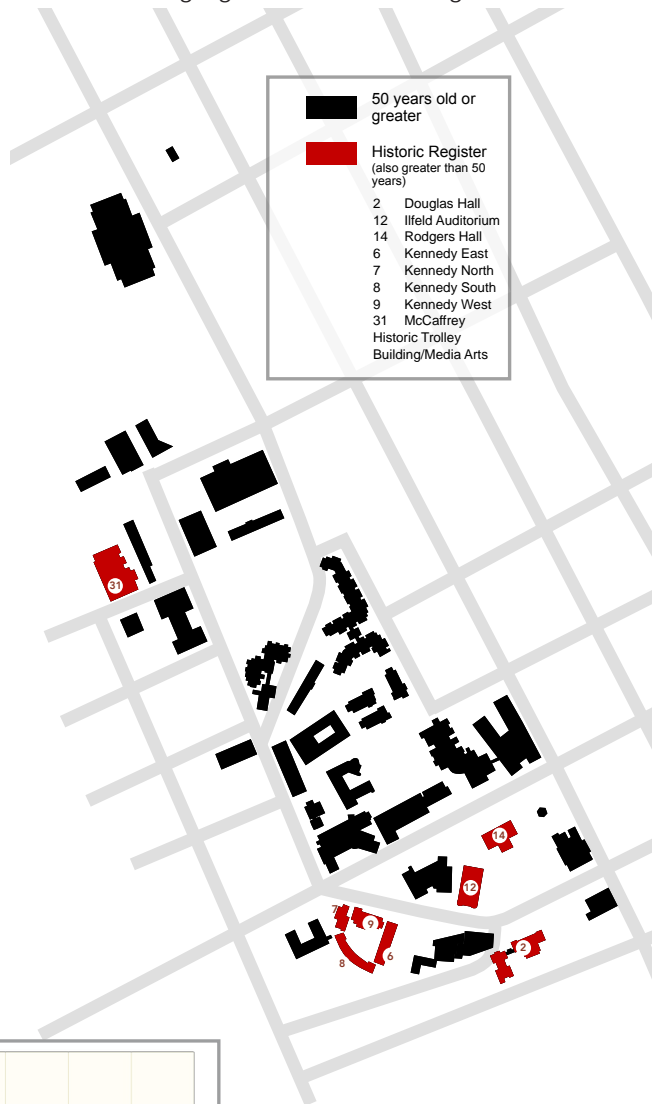 50 years old or
greater
Historic Register
(also greater than 50
years)
2 Douglas Hall
12 Ilfeld Auditorium
14 Rodgers Hall
6 Kennedy East
7 Kennedy North
8 Kennedy South
9 Kennedy West
31 McCaffrey
Historic Trolley
Building/Media Arts
31
14
12
7
9
6
8
2